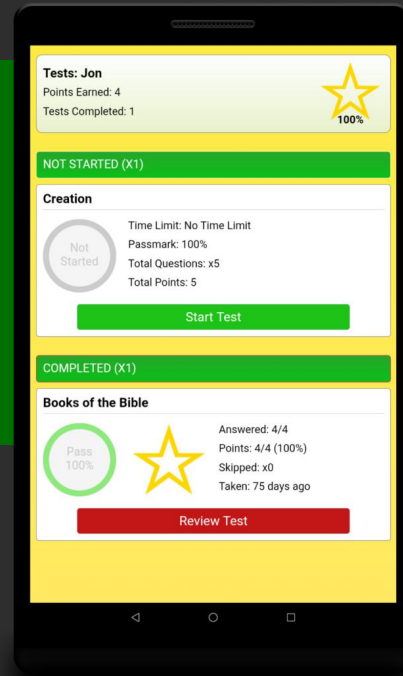 Tests: Jon
Points Earned: 4
Tests Completed: 1
100%
NOT STARTED (X1)
Creation
Not
Started
Time Limit: No Time Limit
Passmark: 100%
Total Questions: x5
Total Points: 5
Start Test
COMPLETED (X1)
Books of the Bible
Pass
100%
Answered: 4/4
Points: 4/4 (100%)
Skipped: x0
Taken: 75 days ago
Review Test